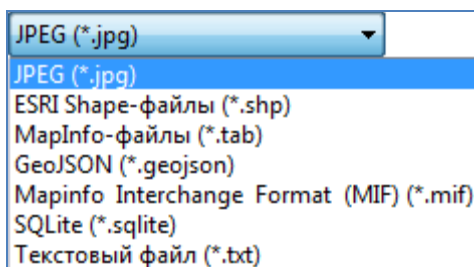 JPEG (*.jpg)
JPEG (*.jpg)
ESRI Shape-файлы (*.shp)
MapInfo-файлы (*.tab)
GeoJSON (*.geojson)
Mapinfo Interchange Format (MIF) (*.mif)
SQLite (*.sqlite)
Текстовый файл (*.txt)